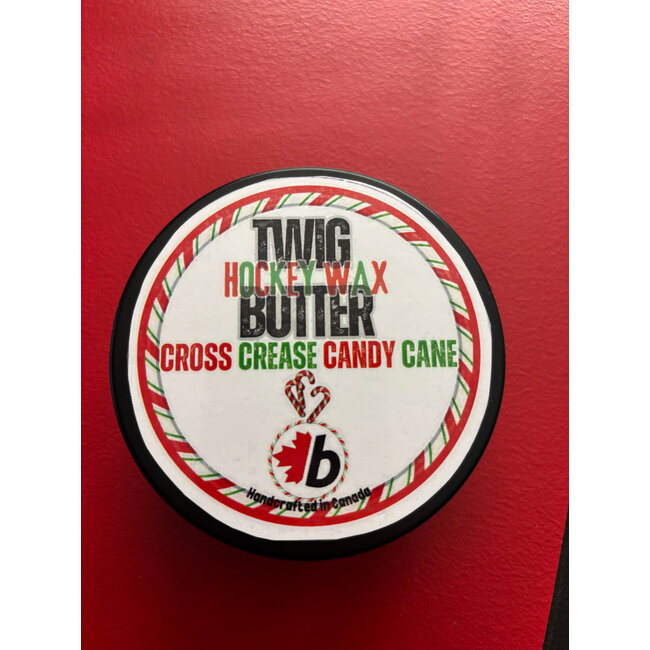 TWIG
HOCKEY WAX
BUTTER
CROSS CREASE CANDY CANE
b
Handcrafted in Canada